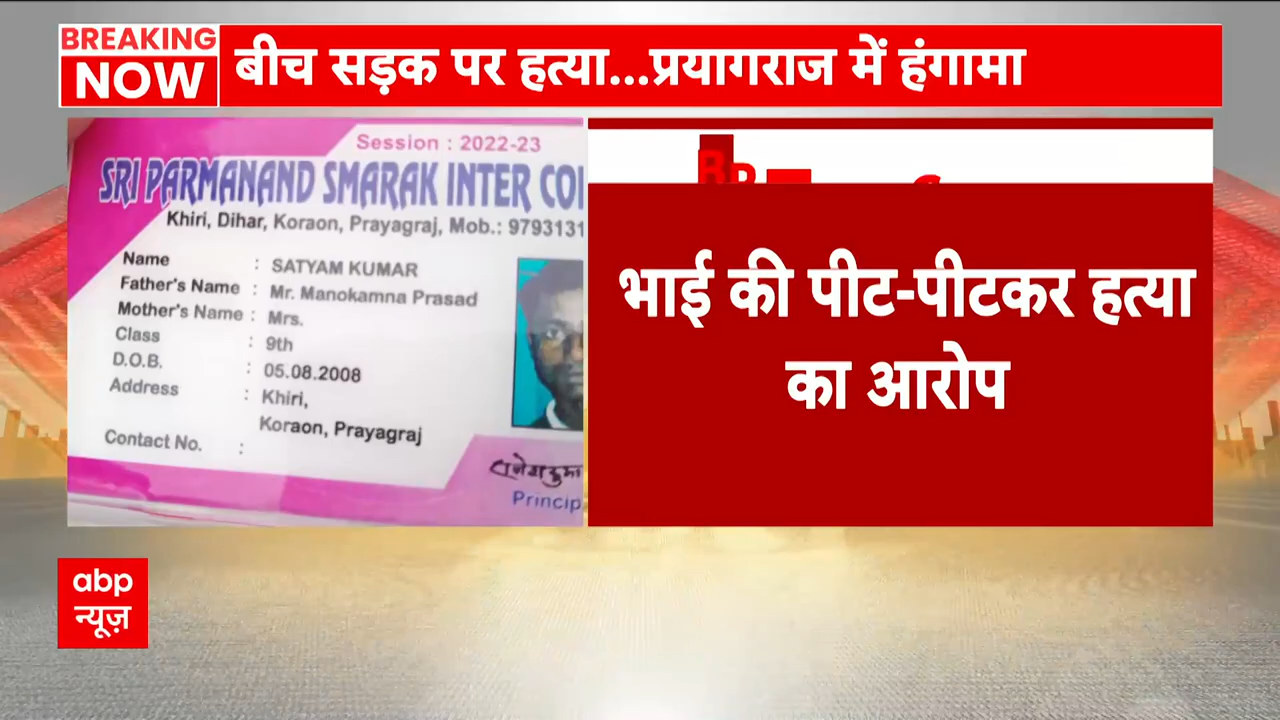 BREAKING
NOW
बीच सड़क पर हत्या...प्रयागराज में हंगामा
Session : 2022-23
SRI PARMANAND SMARAK INTER
Khiri, Dihar, Koraon, Prayagraj, Mob.: 9793131
Name : SATYAM KUMAR
Father's Name : Mr. Manokamna Prasad
Mother's Name : Mrs.
Class : 9th
D.O.B. : 05.08.2008
Address : Khiri,
Koraon, Prayagraj
Contact No. :
Princip
भाई की पीट-पीटकर हत्या
का आरोप
abp
न्यूज़